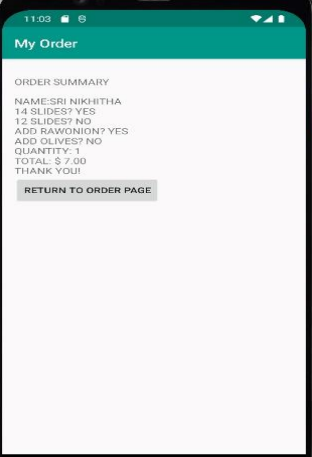 11:03
My Order
ORDER SUMMARY
NAME:SRI NIKHITHA
14 SLIDES? YES
12 SLIDES? NO
ADD RAWONION? YES
ADD OLIVES? NO
QUANTITY: 1
TOTAL: $ 7.00
THANK YOU!
RETURN TO ORDER PAGE